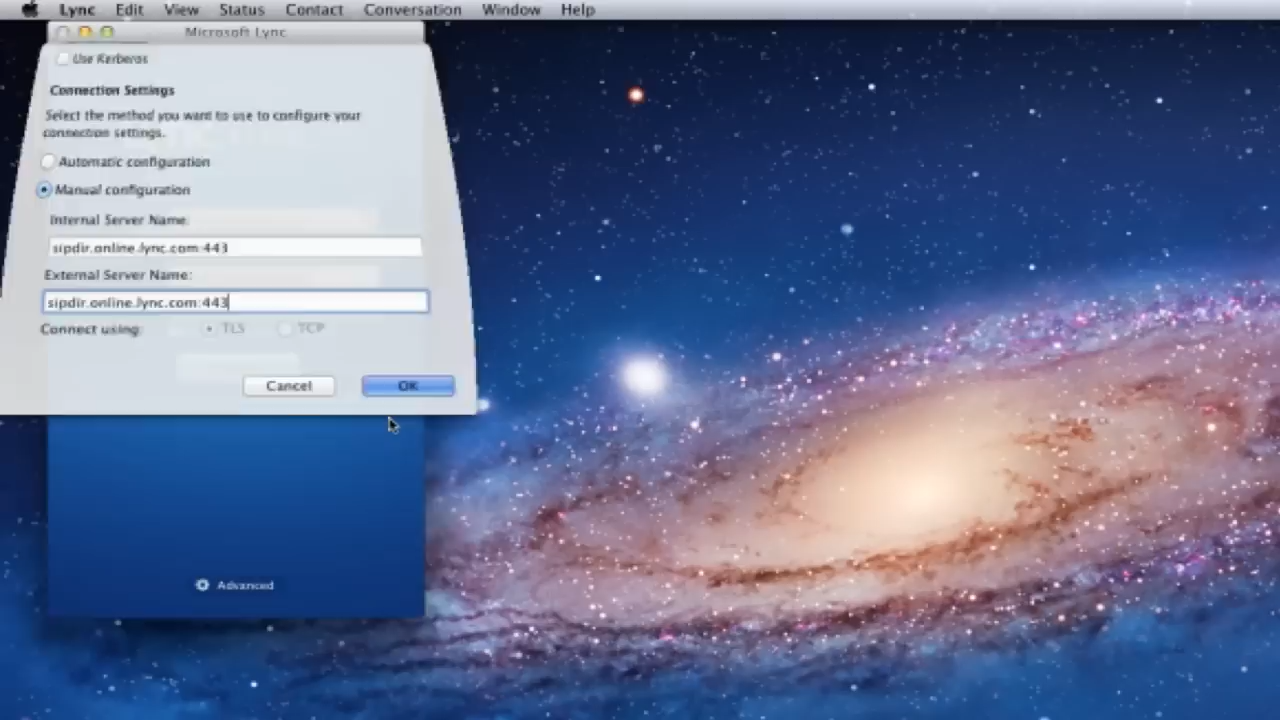 Lync Edit View Status Contact Conversation Window Help
Microsoft Lync
Use Kerberos
Connection Settings
Select the method you want to use to configure your
connection settings.
Automatic configuration
Manual configuration
Internal Server Name:
sipdir.online.lync.com:443
External Server Name:
sipdir.online.lync.com:443
Connect using: TLS TCP
Cancel OK
Advanced